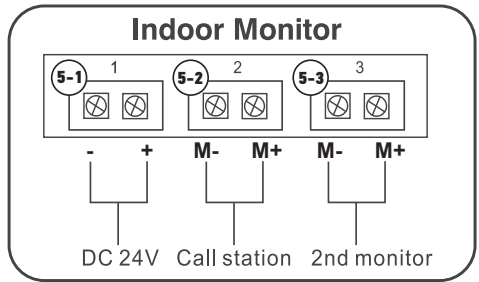 Indoor Monitor
1 2 3
5-1 5-2 5-3
- + M- M+ M- M+
DC 24V Call station 2nd monitor